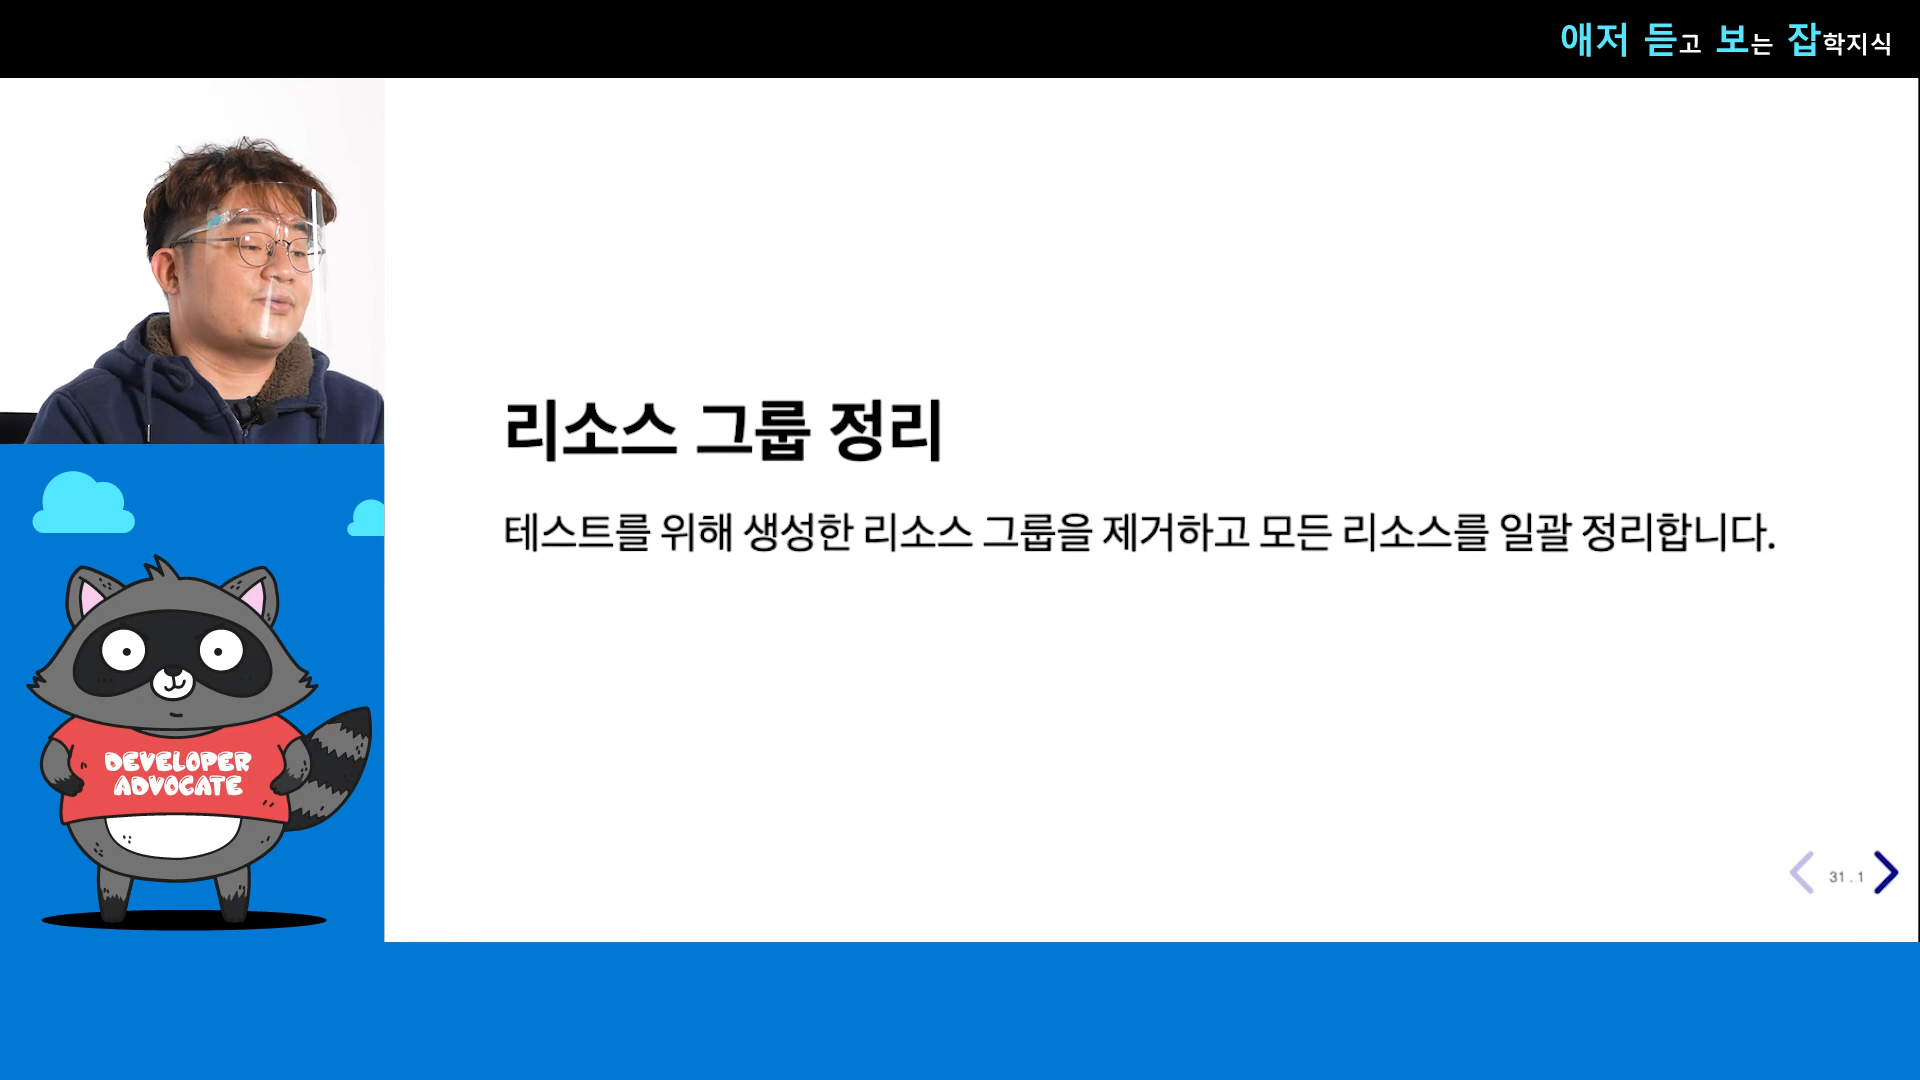 애저 듣고 보는 잡학지식
리소스 그룹 정리
테스트를 위해 생성한 리소스 그룹을 제거하고 모든 리소스를 일괄 정리합니다.
DEVELOPER
ADVOCATE
31 . 1